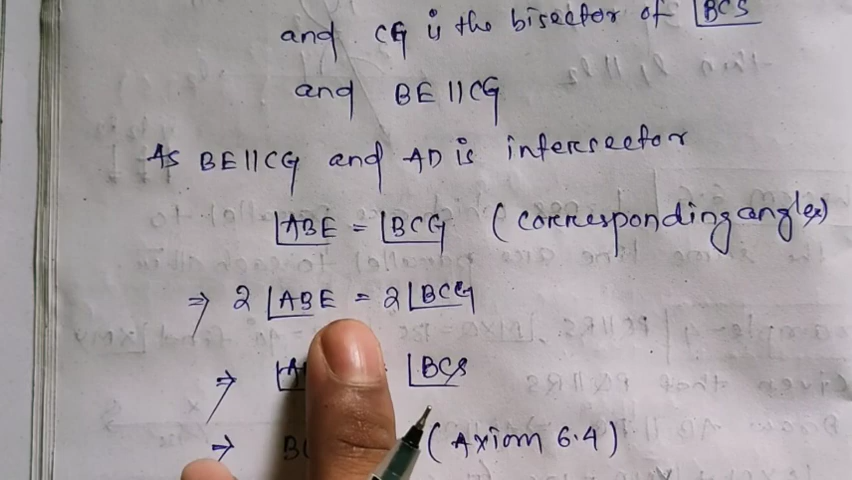 and CG is the bisector of ∠BCS
and BE || CG
As BE || CG and AD is intersector
∠ABE = ∠BCG (corresponding angles)
⇒ 2∠ABE = 2∠BCG
⇒ ∠BCS
⇒ (Axiom 6.4)